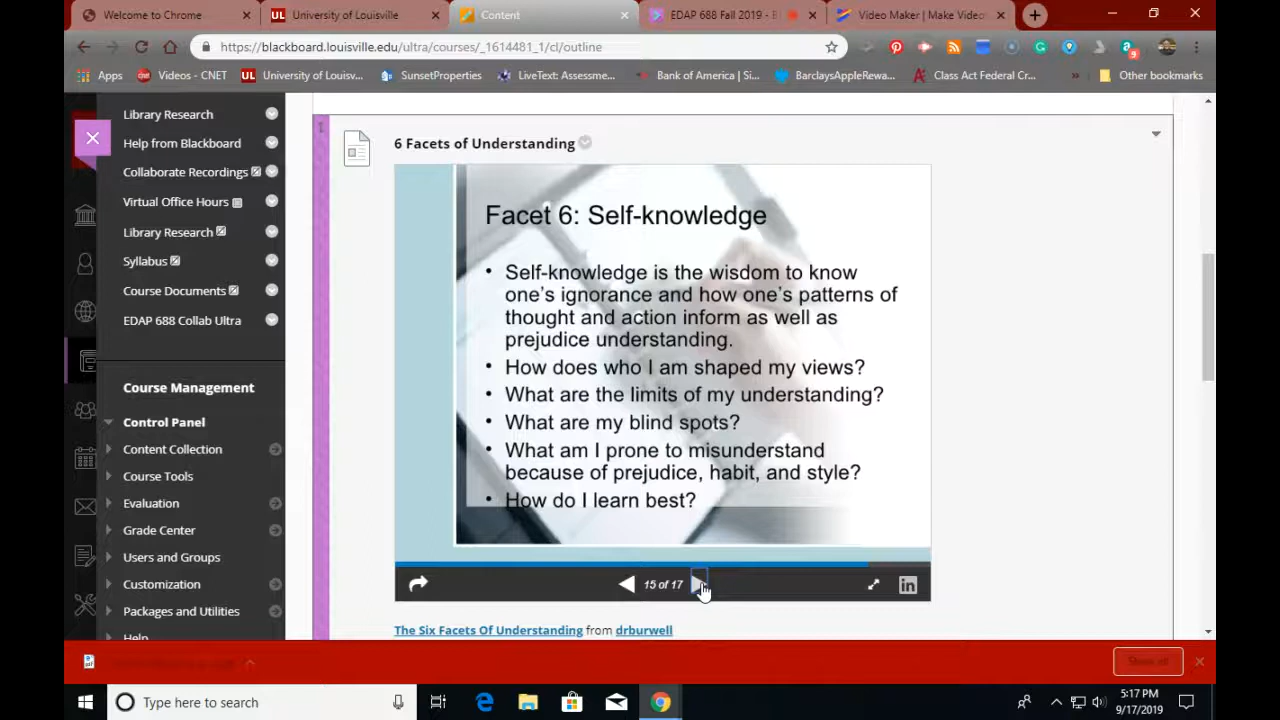 Welcome to Chrome
University of Louisville
Content
EDAP 688 Fall 2019 - B
Video Maker | Make Video
https://blackboard.louisville.edu/ultra/courses/_1614481_1/cl/outline
Apps
Videos - CNET
University of Louisv...
SunsetProperties
LiveText: Assessme...
Bank of America | Si...
BarclaysAppleRewa...
Class Act Federal Cr...
Other bookmarks
Library Research
Help from Blackboard
Collaborate Recordings
Virtual Office Hours
Library Research
Syllabus
Course Documents
EDAP 688 Collab Ultra
Course Management
Control Panel
Content Collection
Course Tools
Evaluation
Grade Center
Users and Groups
Customization
Packages and Utilities
Help
6 Facets of Understanding
Facet 6: Self-knowledge
• Self-knowledge is the wisdom to know
one's ignorance and how one's patterns of
thought and action inform as well as
prejudice understanding.
• How does who I am shaped my views?
• What are the limits of my understanding?
• What are my blind spots?
• What am I prone to misunderstand
because of prejudice, habit, and style?
• How do I learn best?
15 of 17
The Six Facets Of Understanding from drburwell
Show all
Type here to search
5:17 PM
9/17/2019